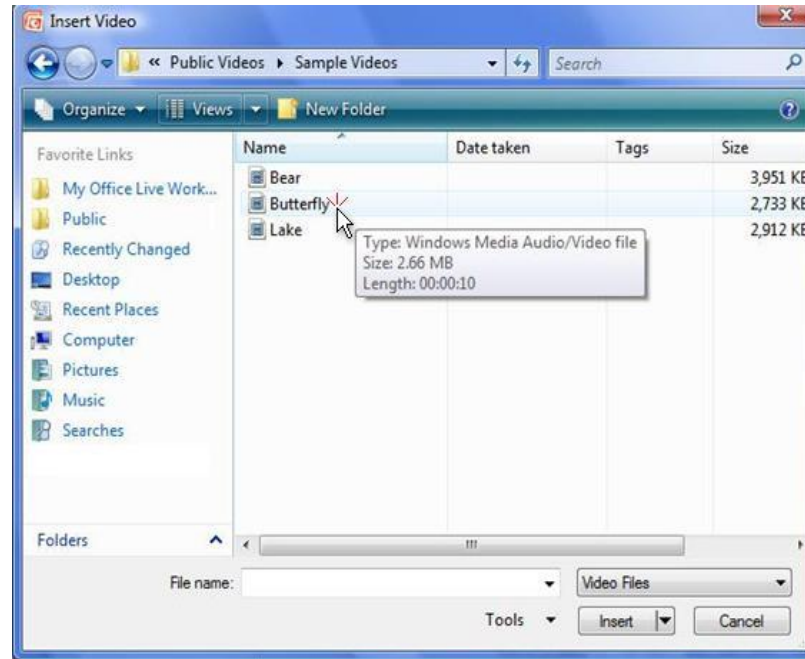 Insert Video
« Public Videos ▸ Sample Videos
Search
Organize
Views
New Folder
Favorite Links
My Office Live Work...
Public
Recently Changed
Desktop
Recent Places
Computer
Pictures
Music
Searches
Folders
Name Date taken Tags Size
Bear 3,951 KB
Butterfly 2,733 KB
Lake 2,912 KB
Type: Windows Media Audio/Video file
Size: 2.66 MB
Length: 00:00:10
File name:
Video Files
Tools
Insert
Cancel